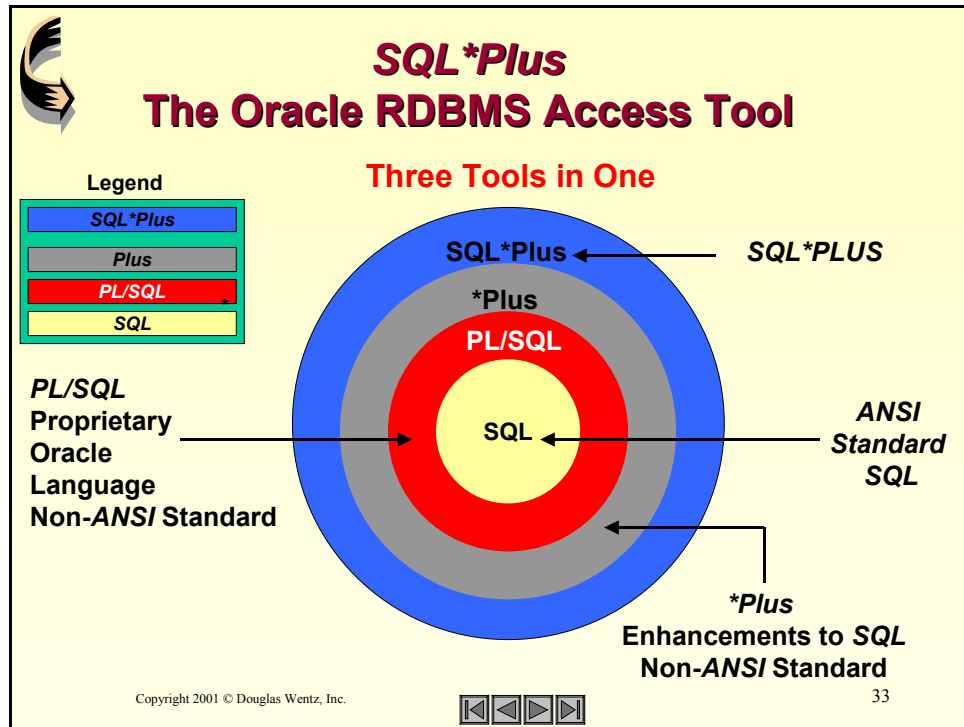 SQL*Plus
The Oracle RDBMS Access Tool
Three Tools in One
Legend
SQL*Plus
Plus
PL/SQL
*
SQL
SQL*Plus
*Plus
PL/SQL
SQL
SQL*PLUS
PL/SQL
Proprietary
Oracle
Language
Non-ANSI Standard
ANSI
Standard
SQL
*Plus
Enhancements to SQL
Non-ANSI Standard
Copyright 2001 © Douglas Wentz, Inc.
33